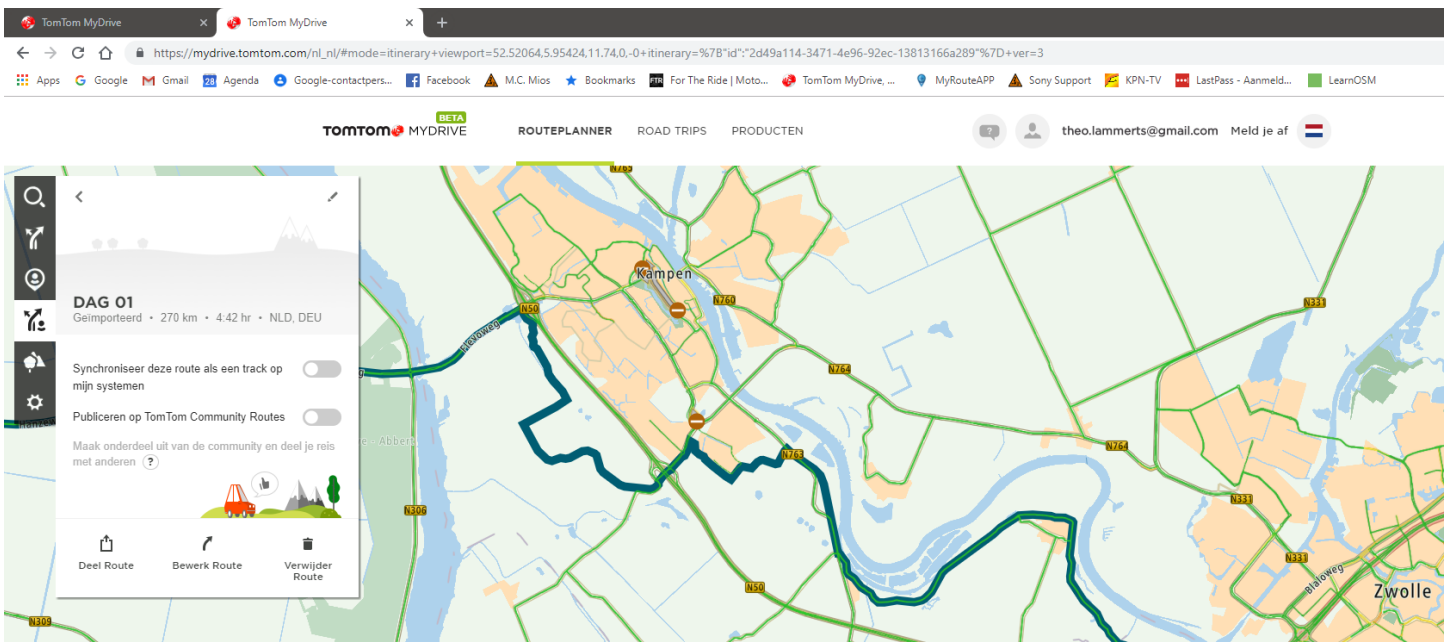 TomTom MyDrive × TomTom MyDrive × +
https://mydrive.tomtom.com/nl_nl/#mode=itinerary+viewport=52.52064,5.95424,11.74,0,-0+itinerary=%7B"id":"2d49a114-3471-4e96-92ec-13813166a289"%7D+ver=3
Apps Google Gmail 28 Agenda Google-contactpers... Facebook M.C. Mios Bookmarks FTR For The Ride | Moto... TomTom MyDrive, ... MyRouteAPP Sony Support KPN-TV LastPass - Aanmeld... LearnOSM
BETA
TOMTOM MYDRIVE ROUTEPLANNER ROAD TRIPS PRODUCTEN ? theo.lammerts@gmail.com Meld je af
N765
Kampen
N760
N331
N50
Flevoweg
DAG 01
Geïmporteerd • 270 km • 4:42 hr • NLD, DEU
Synchroniseer deze route als een track op
mijn systemen
N764
Publiceren op TomTom Community Routes
Maak onderdeel uit van de community en deel je reis
met anderen ?
e - Abbert
N763
N764
N331
N306
Deel Route Bewerk Route Verwijder
Route
N331
N50
Blaloweg
Zwolle
N309